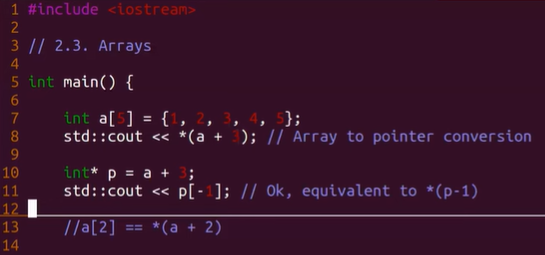 1 #include <iostream>
2
3 // 2.3. Arrays
4
5 int main() {
6
7     int a[5] = {1, 2, 3, 4, 5};
8     std::cout << *(a + 3); // Array to pointer conversion
9
10     int* p = a + 3;
11     std::cout << p[-1]; // Ok, equivalent to *(p-1)
12
13     //a[2] == *(a + 2)
14